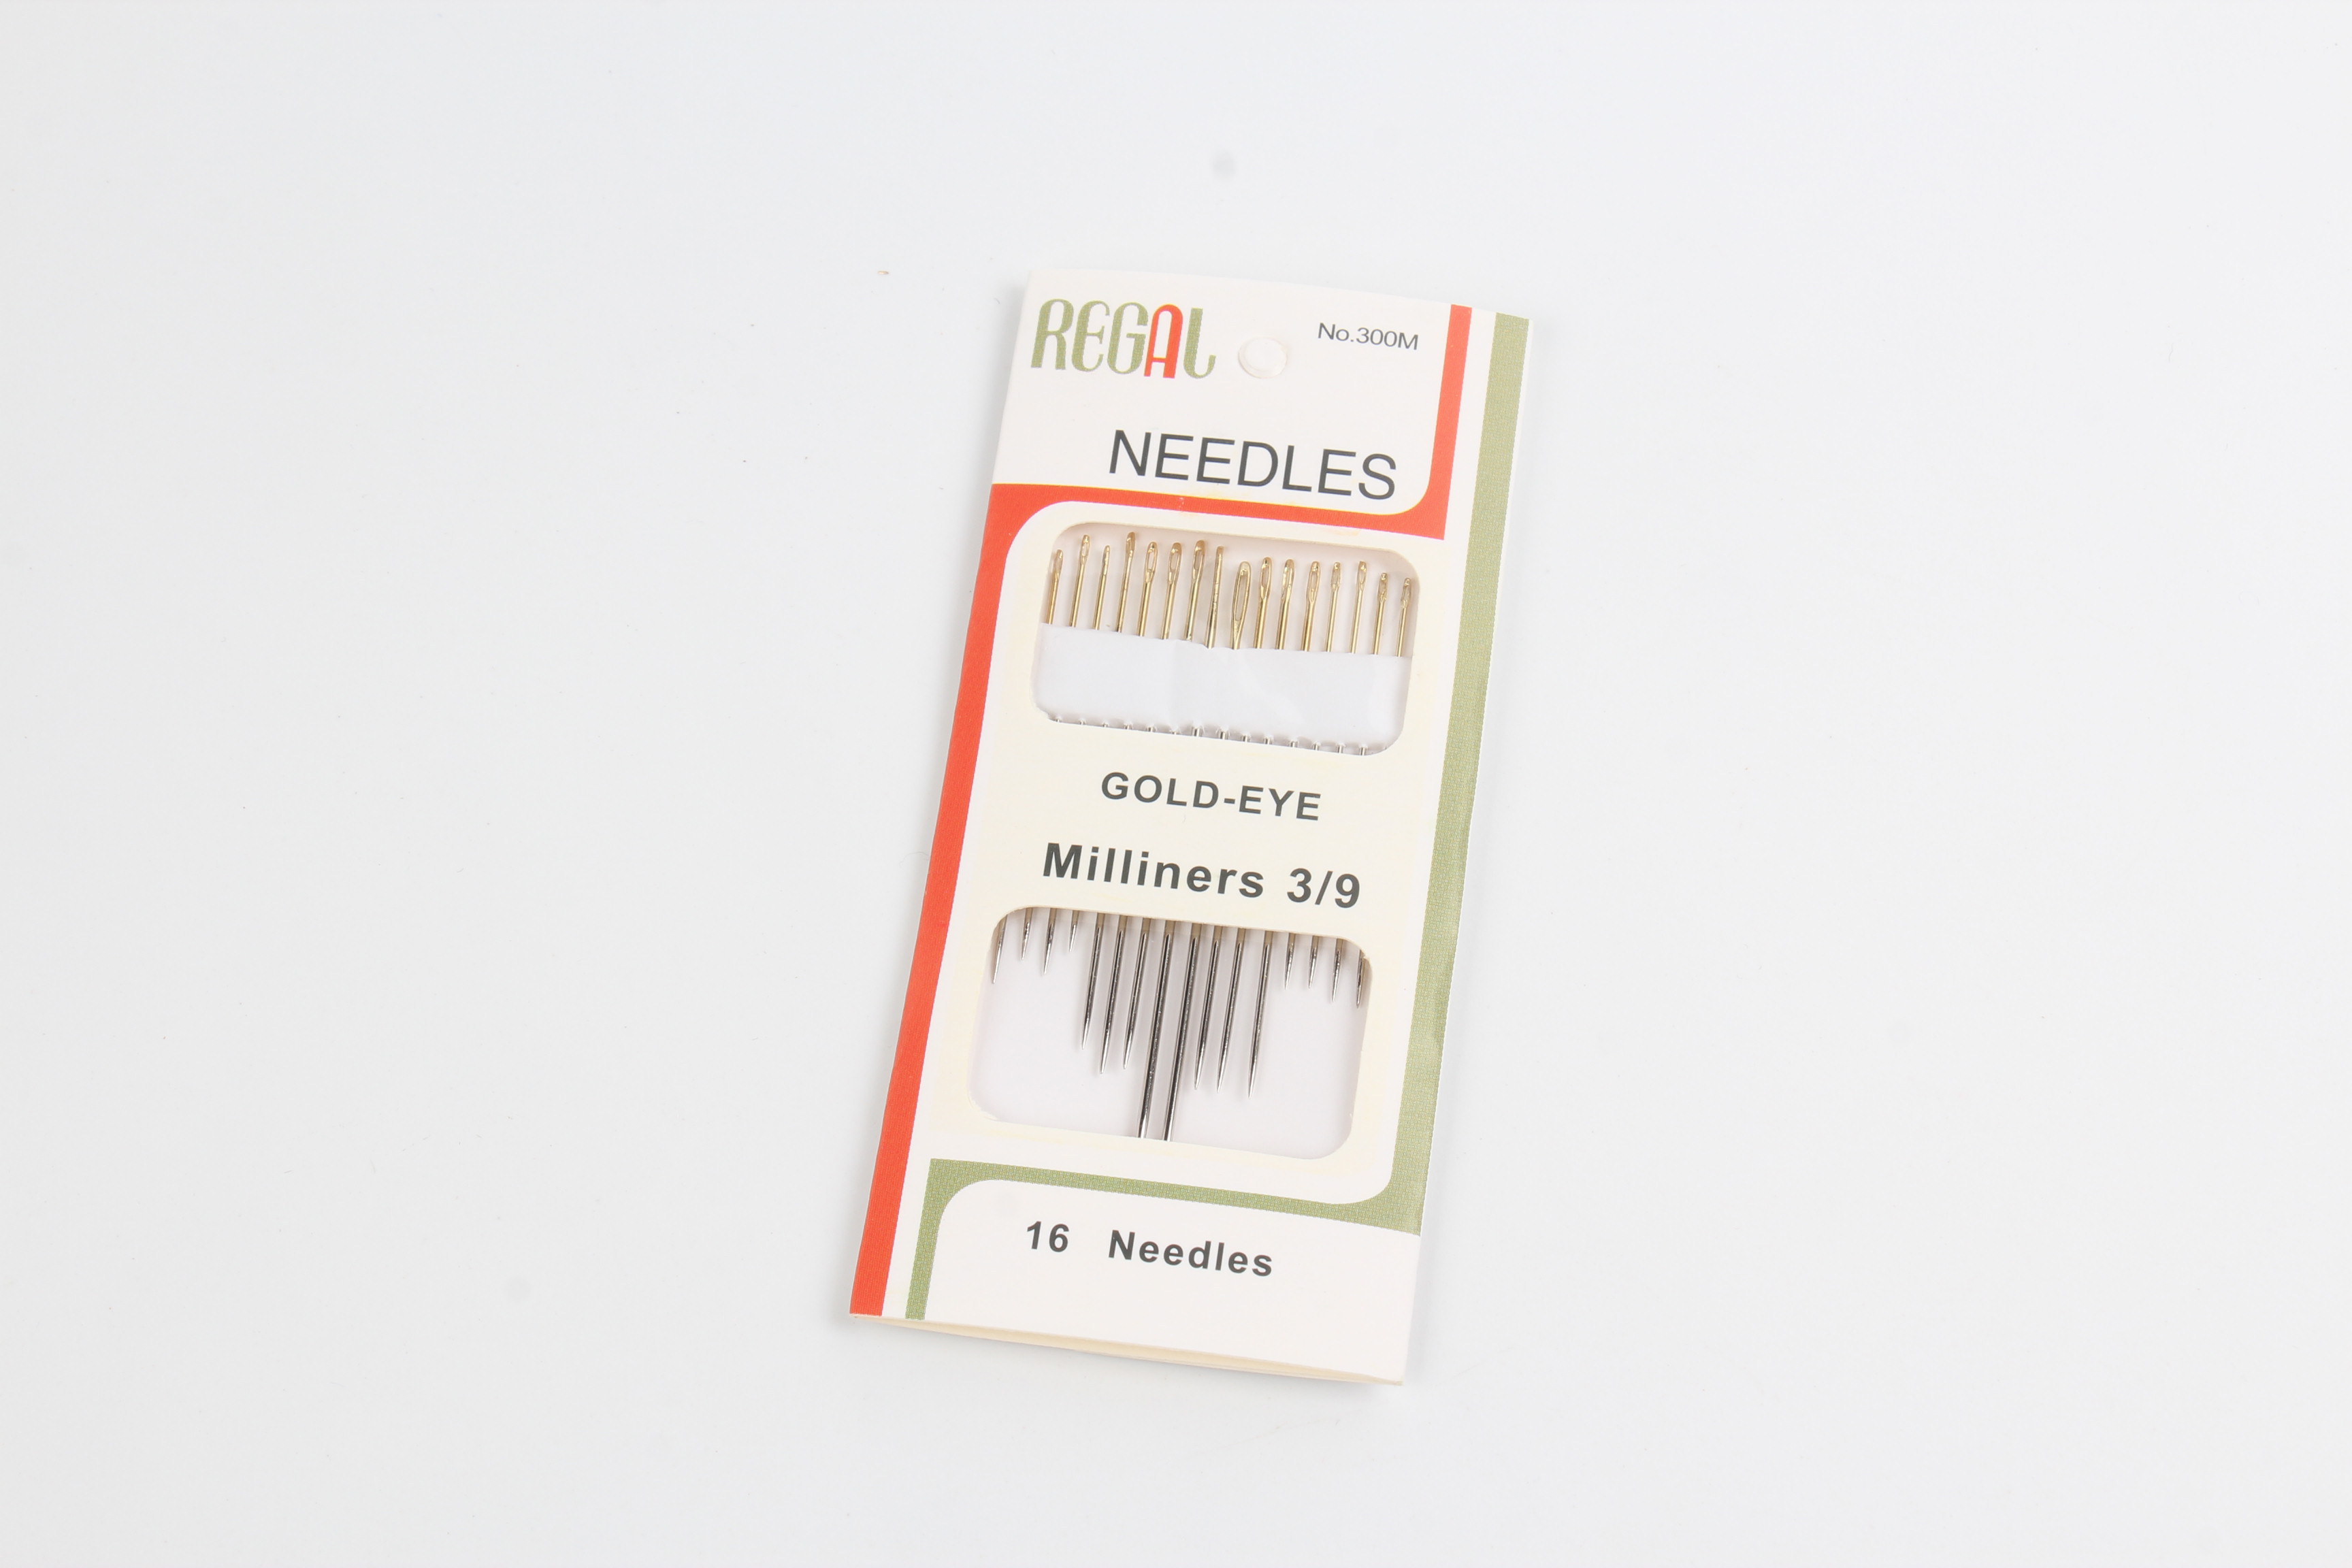 REGAL
No.300M
NEEDLES
GOLD-EYE
Milliners 3/9
16 Needles